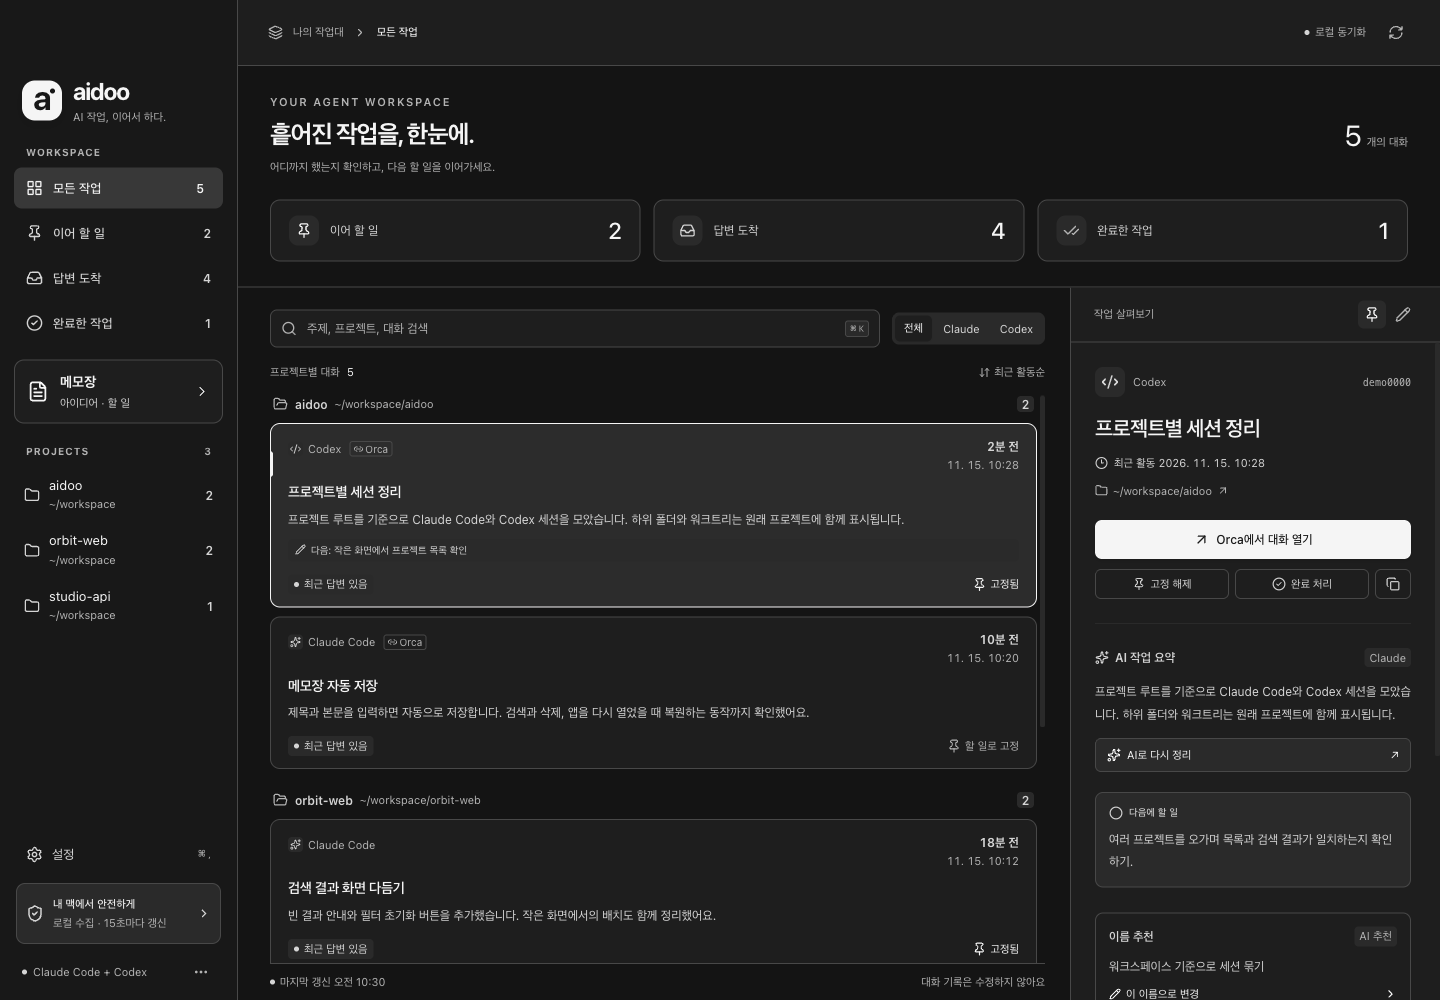 나의 작업대
모든 작업
로컬 동기화
a
aidoo
AI 작업, 이어서 하다.
WORKSPACE
모든 작업 5
이어 할 일 2
답변 도착 4
완료한 작업 1
메모장
아이디어 · 할 일
PROJECTS 3
aidoo
~/workspace
2
orbit-web
~/workspace
2
studio-api
~/workspace
1
설정 ⌘ ,
내 맥에서 안전하게
로컬 수집 · 15초마다 갱신
Claude Code + Codex
YOUR AGENT WORKSPACE
흩어진 작업을, 한눈에.
어디까지 했는지 확인하고, 다음 할 일을 이어가세요.
5 개의 대화
이어 할 일 2
답변 도착 4
완료한 작업 1
주제, 프로젝트, 대화 검색 ⌘ K
전체 Claude Codex
프로젝트별 대화 5
최근 활동순
aidoo ~/workspace/aidoo 2
Codex Orca
2분 전
11. 15. 10:28
프로젝트별 세션 정리
프로젝트 루트를 기준으로 Claude Code와 Codex 세션을 모았습니다. 하위 폴더와 워크트리는 원래 프로젝트에 함께 표시됩니다.
다음: 작은 화면에서 프로젝트 목록 확인
최근 답변 있음
고정됨
Claude Code Orca
10분 전
11. 15. 10:20
메모장 자동 저장
제목과 본문을 입력하면 자동으로 저장합니다. 검색과 삭제, 앱을 다시 열었을 때 복원하는 동작까지 확인했어요.
최근 답변 있음
할 일로 고정
orbit-web ~/workspace/orbit-web 2
Claude Code
18분 전
11. 15. 10:12
검색 결과 화면 다듬기
빈 결과 안내와 필터 초기화 버튼을 추가했습니다. 작은 화면에서의 배치도 함께 정리했어요.
최근 답변 있음
고정됨
마지막 갱신 오전 10:30
대화 기록은 수정하지 않아요
작업 살펴보기
Codex demo0000
프로젝트별 세션 정리
최근 활동 2026. 11. 15. 10:28
~/workspace/aidoo
Orca에서 대화 열기
고정 해제
완료 처리
AI 작업 요약 Claude
프로젝트 루트를 기준으로 Claude Code와 Codex 세션을 모았습
니다. 하위 폴더와 워크트리는 원래 프로젝트에 함께 표시됩니다.
AI로 다시 정리
다음에 할 일
여러 프로젝트를 오가며 목록과 검색 결과가 일치하는지 확인
하기.
이름 추천 AI 추천
워크스페이스 기준으로 세션 묶기
이 이름으로 변경